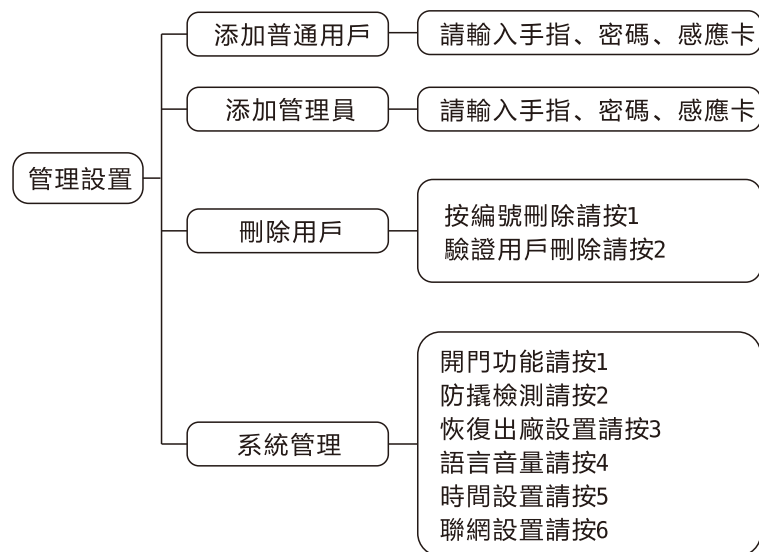 管理設置
添加普通用戶
請輸入手指、密碼、感應卡
添加管理員
請輸入手指、密碼、感應卡
刪除用戶
按編號刪除請按1
驗證用戶刪除請按2
系統管理
開門功能請按1
防撬檢測請按2
恢復出廠設置請按3
語言音量請按4
時間設置請按5
聯網設置請按6